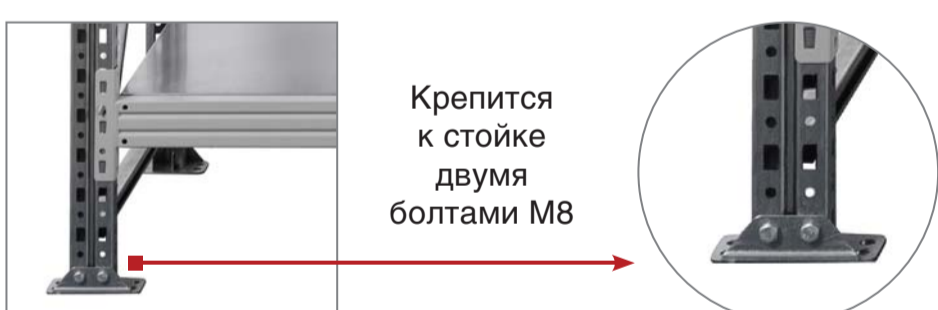 Крепится
к стойке
двумя
болтами М8